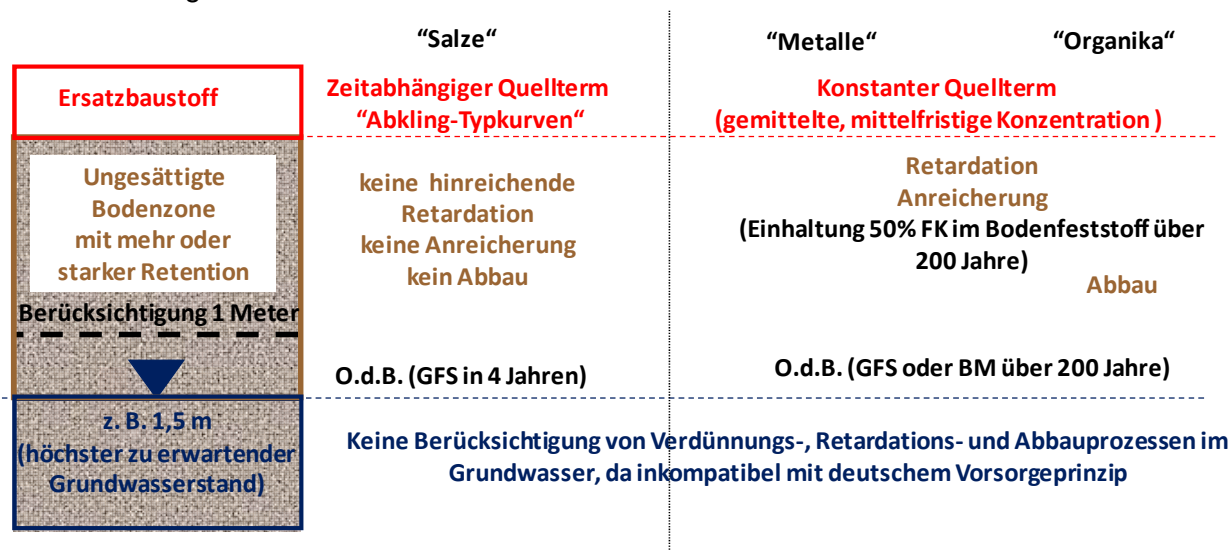 “Salze“
“Metalle“
“Organika“
Ersatzbaustoff
Zeitabhängiger Quellterm
“Abkling-Typkurven“
Konstanter Quellterm
(gemittelte, mittelfristige Konzentration )
Ungesättigte
Bodenzone
mit mehr oder
starker Retention
keine hinreichende
Retardation
keine Anreicherung
kein Abbau
Retardation
Anreicherung
(Einhaltung 50% FK im Bodenfeststoff über
200 Jahre)
Abbau
Berücksichtigung 1 Meter
O.d.B. (GFS in 4 Jahren)
O.d.B. (GFS oder BM über 200 Jahre)
z. B. 1,5 m
(höchster zu erwartender
Grundwasserstand)
Keine Berücksichtigung von Verdünnungs-, Retardations- und Abbauprozessen im
Grundwasser, da inkompatibel mit deutschem Vorsorgeprinzip